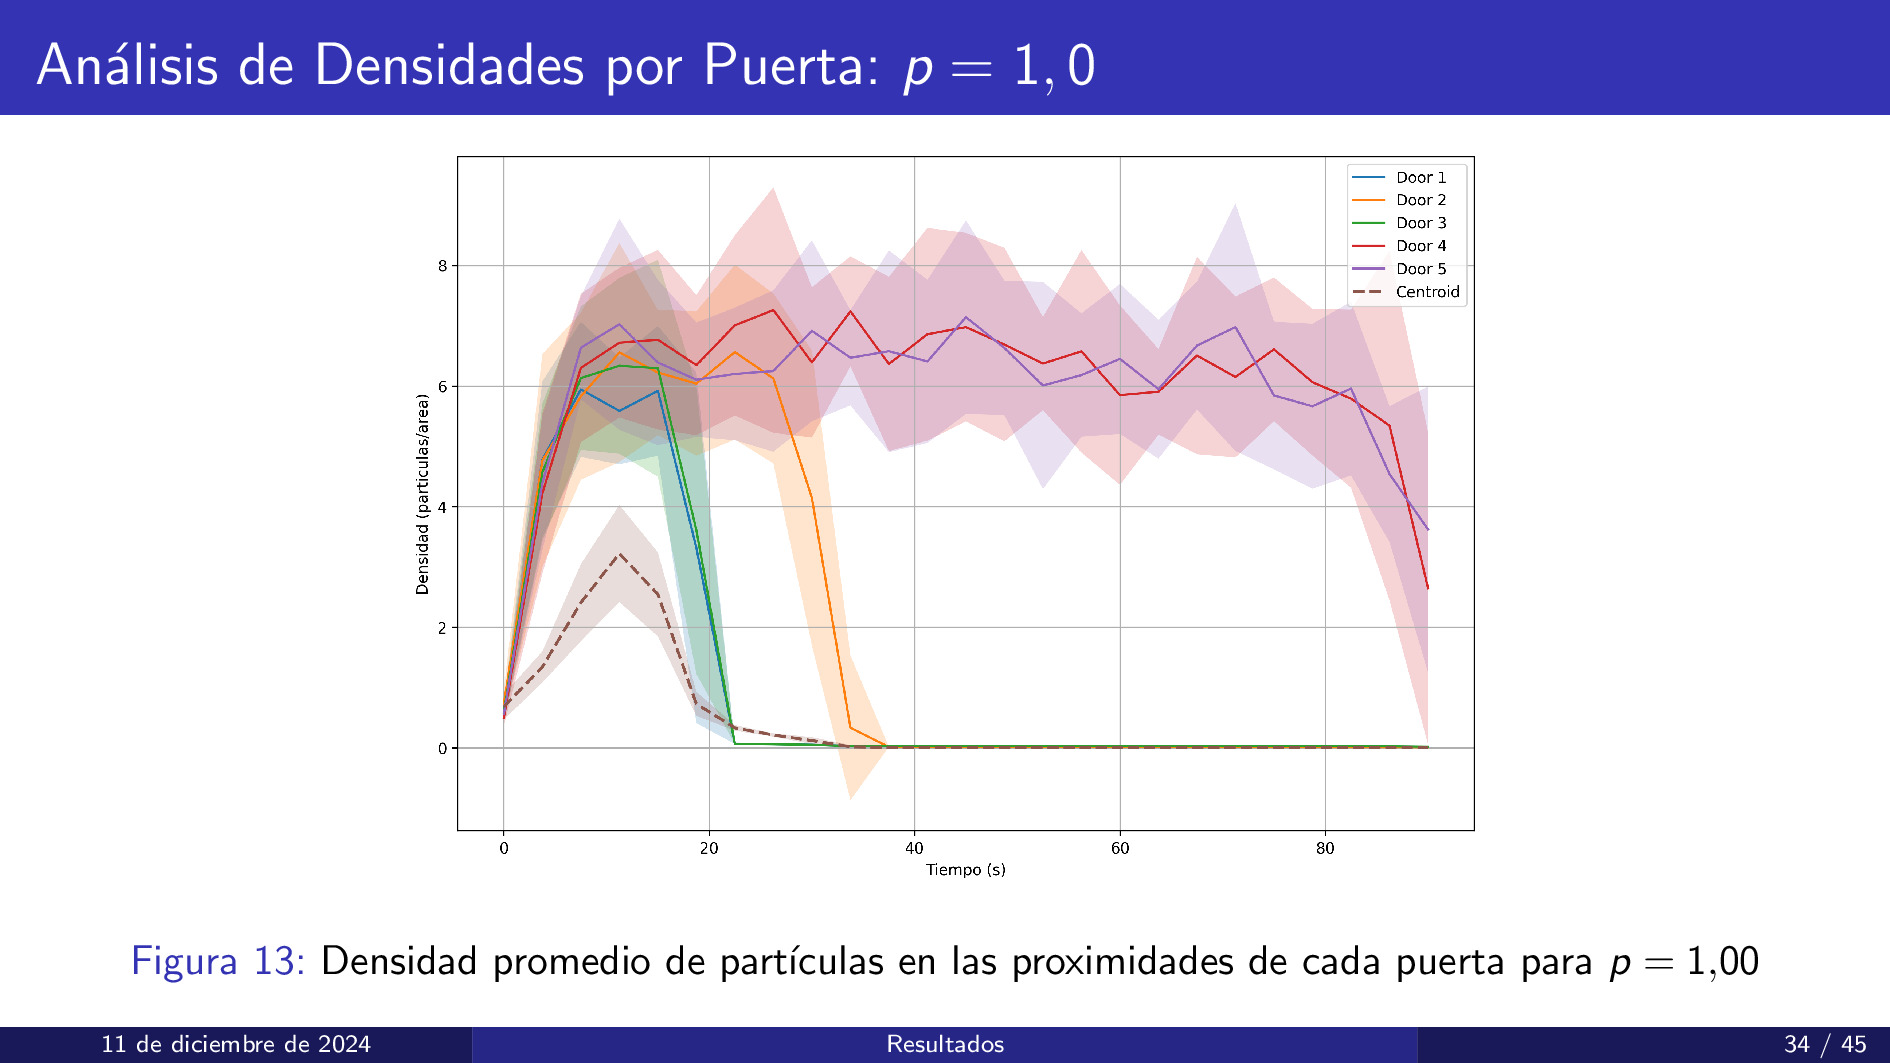 Análisis de Densidades por Puerta: p = 1, 0
Door 1
Door 2
Door 3
Door 4
Door 5
Centroid
Densidad (particulas/area)
8
6
4
2
0
0 20 40 60 80
Tiempo (s)
Figura 13: Densidad promedio de partículas en las proximidades de cada puerta para p = 1,00
11 de diciembre de 2024 Resultados 34 / 45